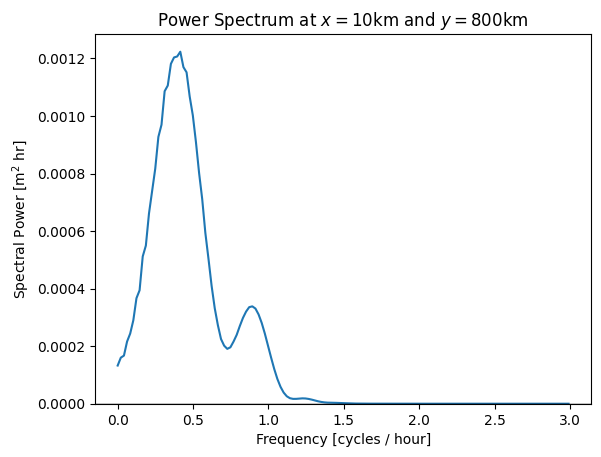 Power Spectrum at x = 10km and y = 800km
0.0012
0.0010
0.0008
0.0006
0.0004
0.0002
0.0000
Spectral Power [m² hr]
0.0 0.5 1.0 1.5 2.0 2.5 3.0
Frequency [cycles / hour]